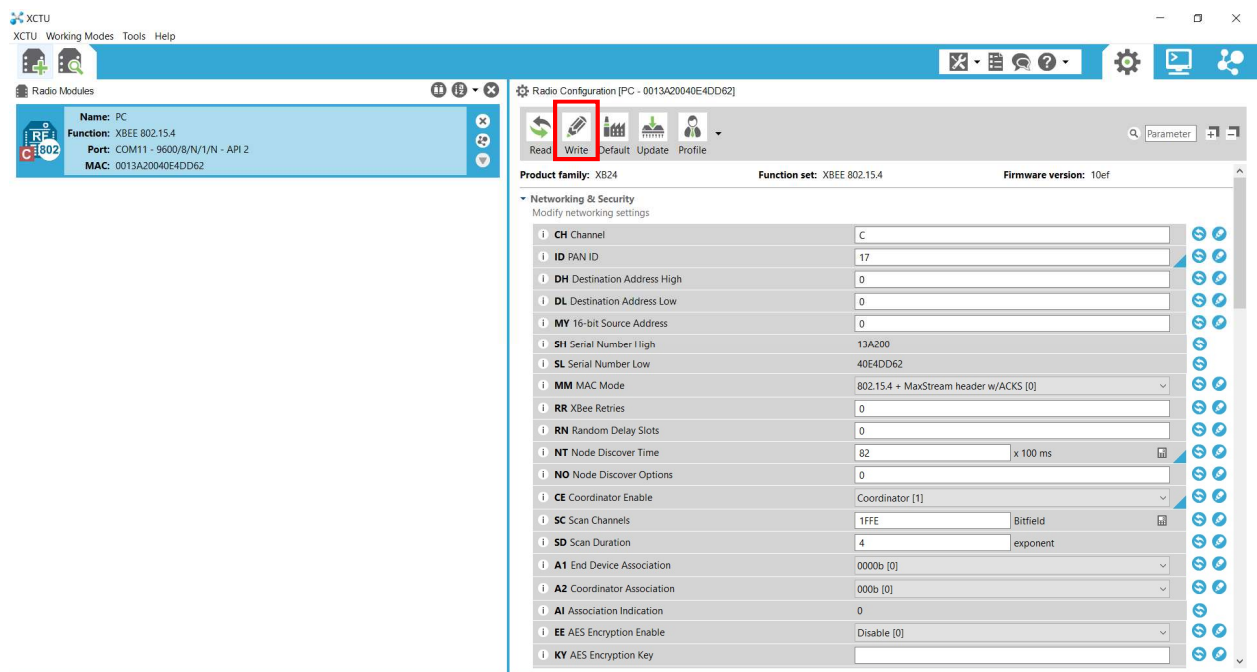 XCTU
XCTU Working Modes Tools Help
Radio Modules
Name: PC
Function: XBEE 802.15.4
Port: COM11 - 9600/8/N/1/N - API 2
MAC: 0013A20040E4DD62
RF
C 802
Radio Configuration [PC - 0013A20040E4DD62]
Read Write Default Update Profile
Parameter
Product family: XB24 Function set: XBEE 802.15.4 Firmware version: 10ef
Networking & Security
Modify networking settings
i CH Channel C
i ID PAN ID 17
i DH Destination Address High 0
i DL Destination Address Low 0
i MY 16-bit Source Address 0
i SH Serial Number High 13A200
i SL Serial Number Low 40E4DD62
i MM MAC Mode 802.15.4 + MaxStream header w/ACKS [0]
i RR XBee Retries 0
i RN Random Delay Slots 0
i NT Node Discover Time 82 x 100 ms
i NO Node Discover Options 0
i CE Coordinator Enable Coordinator [1]
i SC Scan Channels 1FFE Bitfield
i SD Scan Duration 4 exponent
i A1 End Device Association 0000b [0]
i A2 Coordinator Association 000b [0]
i AI Association Indication 0
i EE AES Encryption Enable Disable [0]
i KY AES Encryption Key